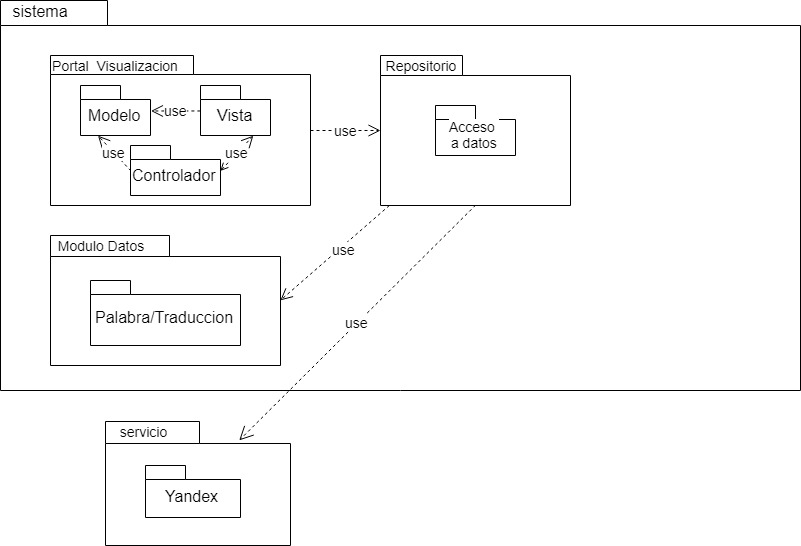 sistema
Portal Visualizacion
Repositorio
Modelo
use
Vista
Acceso
a datos
use
use
use
Controlador
Modulo Datos
use
Palabra/Traduccion
use
servicio
Yandex